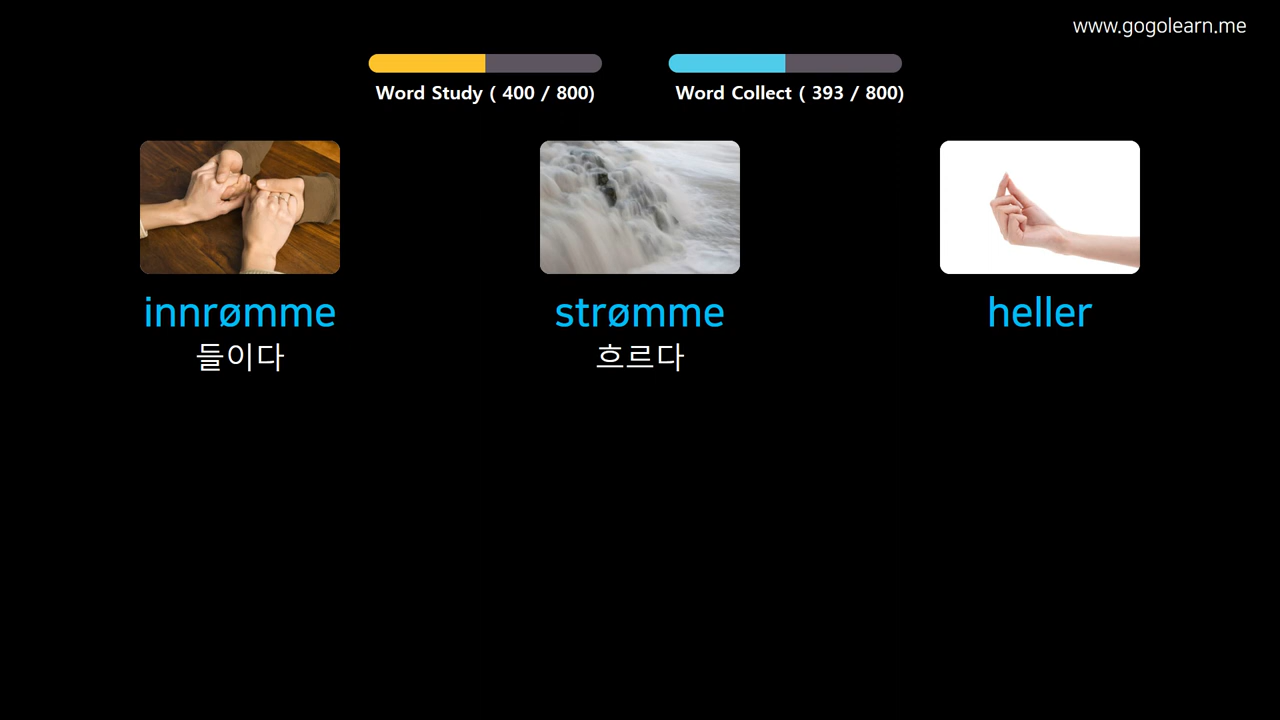 www.gogolearn.me
Word Study ( 400 / 800)
Word Collect ( 393 / 800)
innrømme
들이다
strømme
흐르다
heller